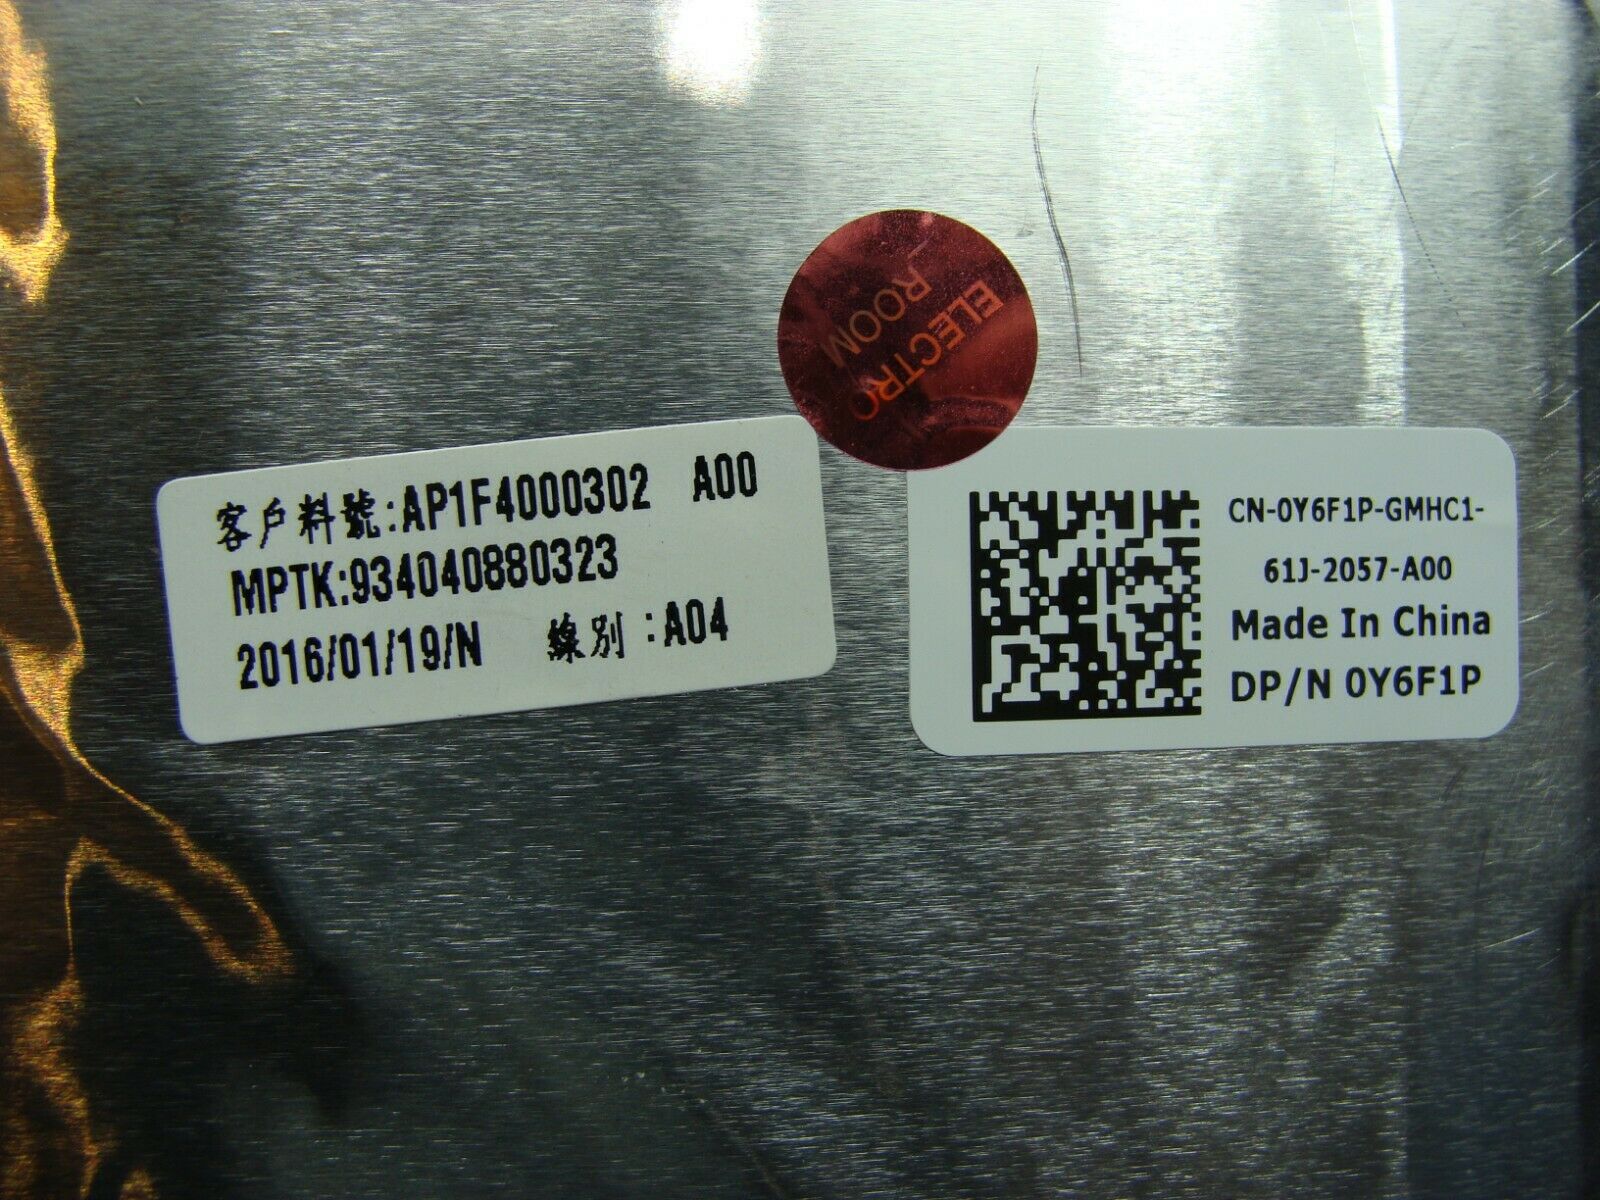 ELECTRO
_ROOM
客戶料號:AP1F4000302 A00
MPTK:934040880323
2016/01/19/N 線別:A04
CN-0Y6F1P-GMHC1-
61J-2057-A00
Made In China
DP/N 0Y6F1P